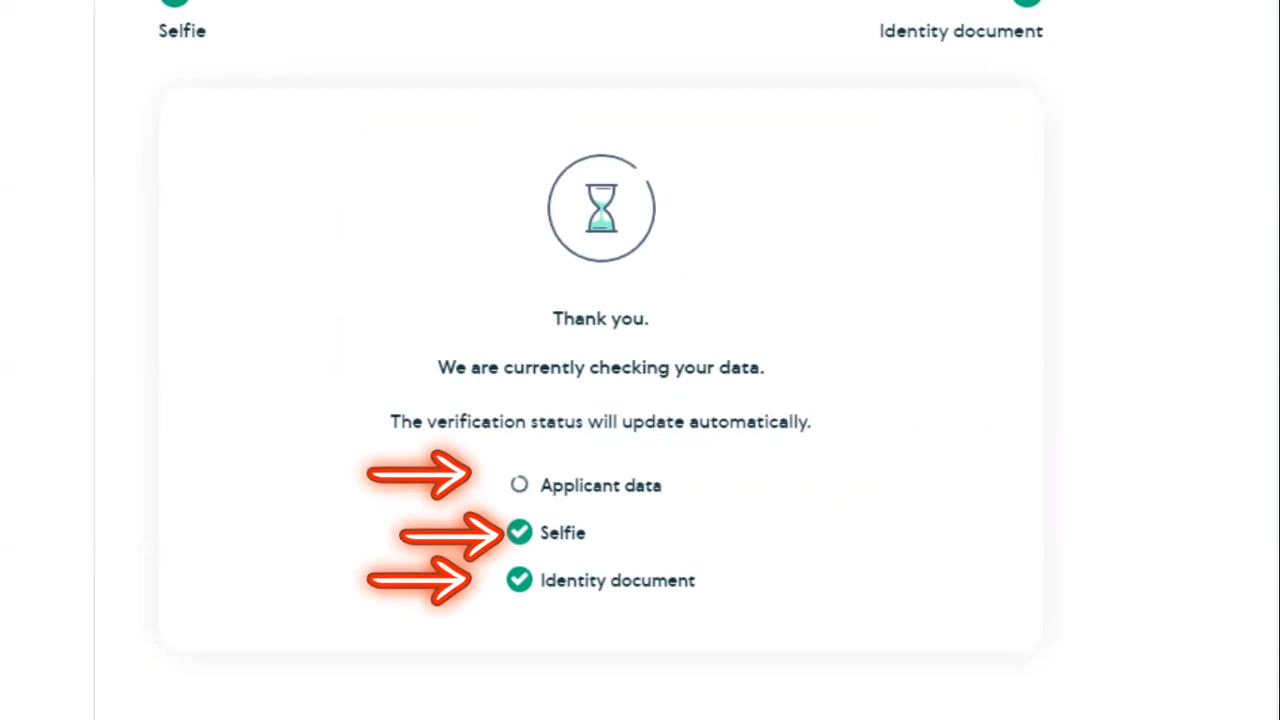 Selfie
Identity document
Thank you.
We are currently checking your data.
The verification status will update automatically.
Applicant data
Selfie
Identity document